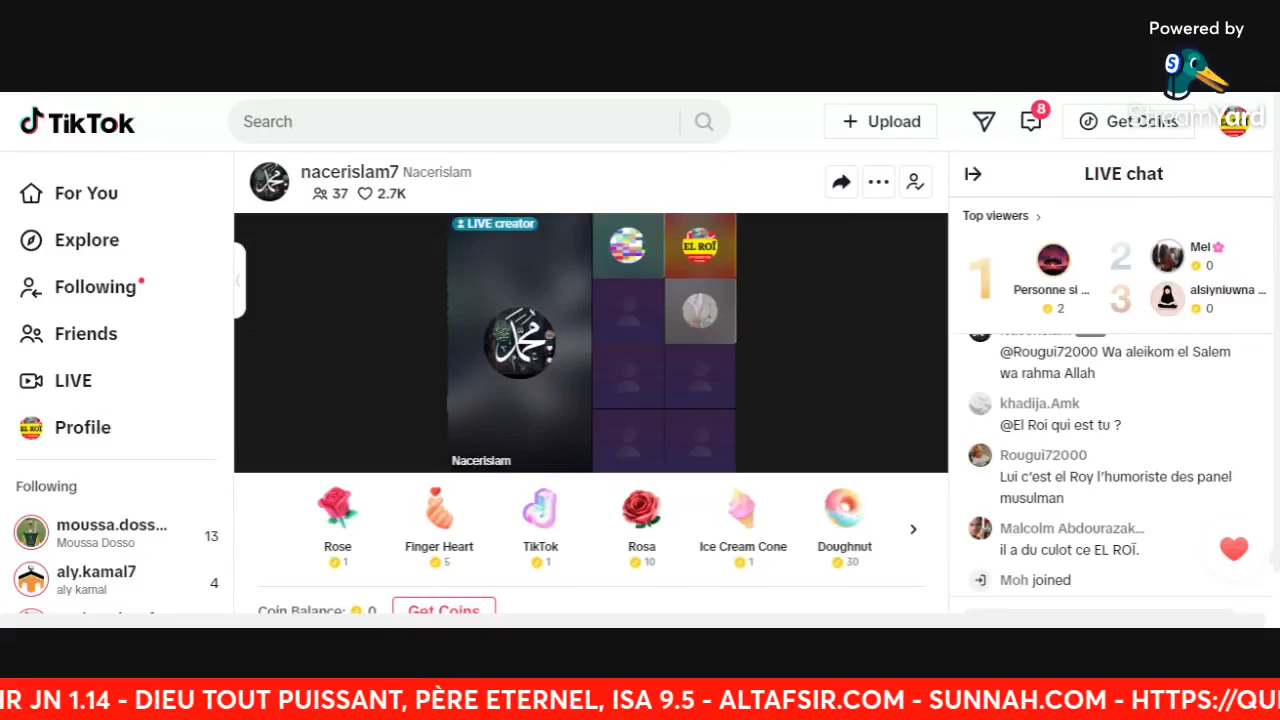 Powered by
StreamYard
TikTok
Search
Upload
8
Get Coins
For You
Explore
Following
Friends
LIVE
Profile
Following
moussa.doss...
Moussa Dosso
13
aly.kamal7
aly kamal
4
nacerislam7 Nacerislam
37 2.7K
LIVE creator
EL ROÏ
محمد
Nacerislam
Rose
1
Finger Heart
5
TikTok
1
Rosa
10
Ice Cream Cone
1
Doughnut
30
Coin Balance: 0
Get Coins
LIVE chat
Top viewers
1
Personne si ...
2
2
Mel🌸
0
3
alsiyniuwna ...
0
@Rougui72000 Wa aleikom el Salem
wa rahma Allah
khadija.Amk
@El Roi qui est tu ?
Rougui72000
Lui c'est el Roy l'humoriste des panel
musulman
Malcolm Abdourazak...
il a du culot ce EL ROÏ.
Moh joined
IR JN 1.14 - DIEU TOUT PUISSANT, PÈRE ETERNEL, ISA 9.5 - ALTAFSIR.COM - SUNNAH.COM - HTTPS://QU